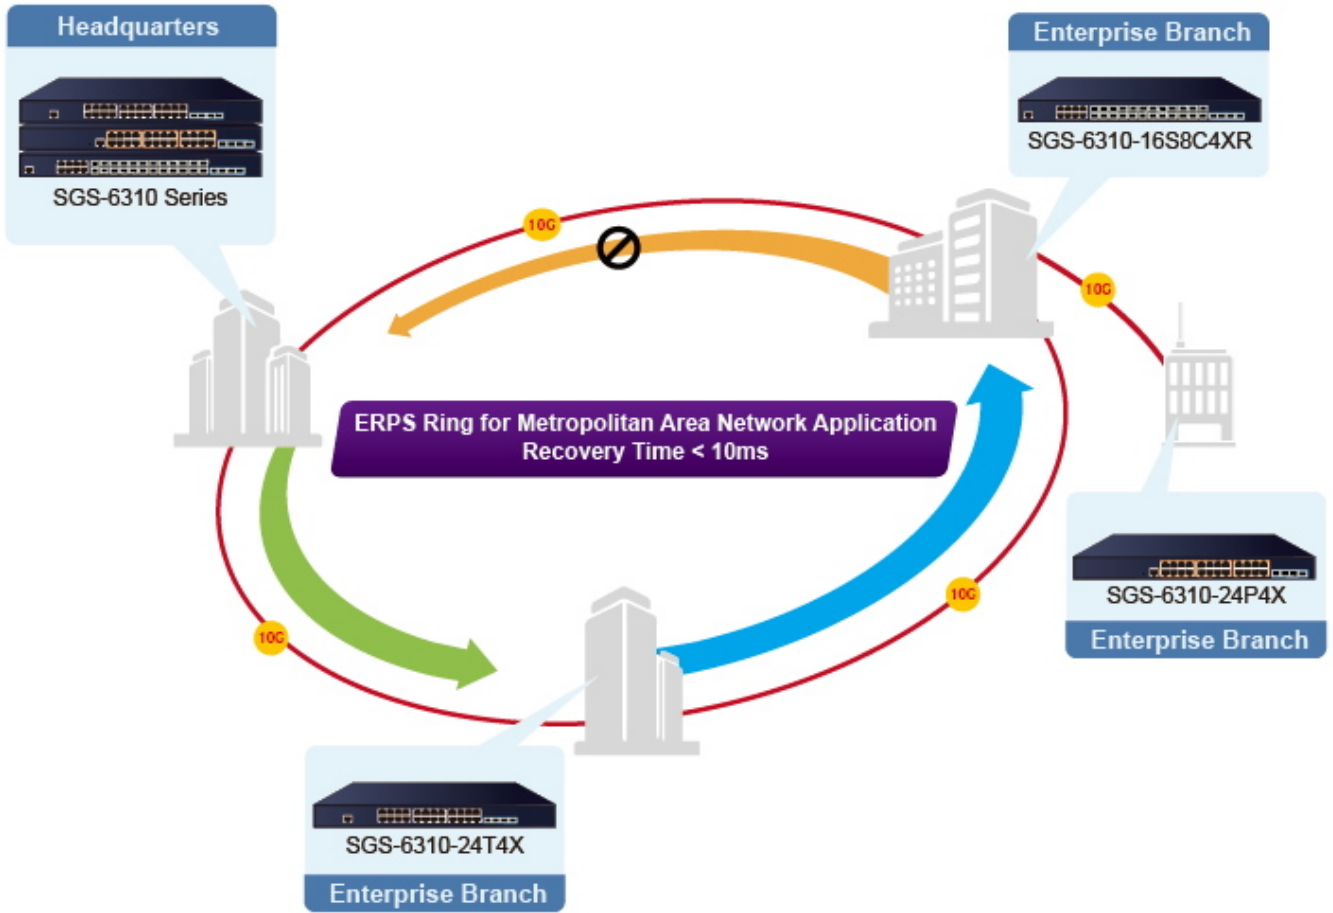 Headquarters
SGS-6310 Series
Enterprise Branch
SGS-6310-16S8C4XR
10G
10G
ERPS Ring for Metropolitan Area Network Application
Recovery Time < 10ms
SGS-6310-24P4X
Enterprise Branch
10G
10G
SGS-6310-24T4X
Enterprise Branch